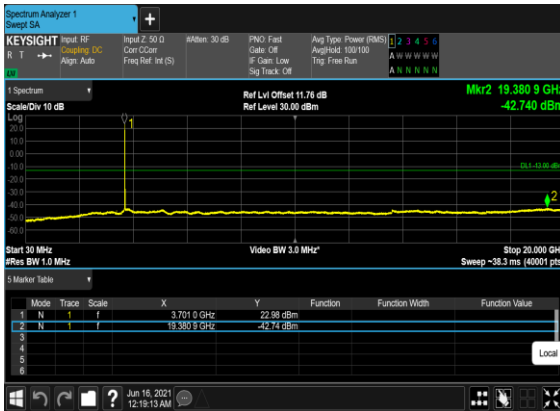 Spectrum Analyzer 1
Swept SA
+
KEYSIGHT Input: RF Input Z: 50 Ω #Atten: 30 dB PNO: Fast Avg Type: Power (RMS) 1 2 3 4 5 6
R T Coupling: DC Corr CCorr Gate: Off Avg|Hold: 100/100 A W W W W W
Align: Auto Freq Ref: Int (S) IF Gain: Low Trig: Free Run
Sig Track: Off A N N N N N
1 Spectrum
Ref Lvl Offset 11.76 dB Mkr2 19.380 9 GHz
Scale/Div 10 dB Ref Level 30.00 dBm -42.740 dBm
Log
1
20.0
10.0
0.00
-10.0
DL1 -13.00 dBm
-20.0
-30.0
-40.0
2
-50.0
-60.0
Start 30 MHz Video BW 3.0 MHz* Stop 20.000 GHz
#Res BW 1.0 MHz Sweep ~38.3 ms (40001 pts)
5 Marker Table
Mode Trace Scale X Y Function Function Width Function Value
1 N 1 f 3.701 0 GHz 22.98 dBm
2 N 1 f 19.380 9 GHz -42.74 dBm
3
4
5
6
Local
? Jun 16, 2021
12:19:13 AM